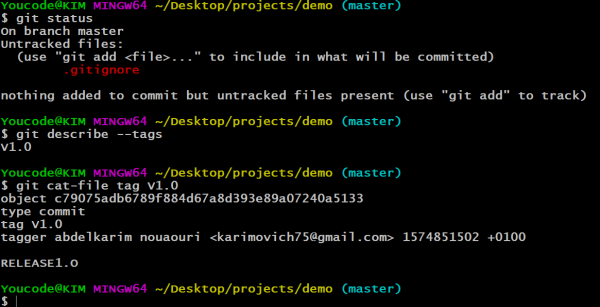 Youcode@KIM MINGW64 ~/Desktop/projects/demo (master)
$ git status
On branch master
Untracked files:
  (use "git add <file>..." to include in what will be committed)
        .gitignore

nothing added to commit but untracked files present (use "git add" to track)

Youcode@KIM MINGW64 ~/Desktop/projects/demo (master)
$ git describe --tags
v1.0

Youcode@KIM MINGW64 ~/Desktop/projects/demo (master)
$ git cat-file tag v1.0
object c79075adb6789f884d67a8d393e89a07240a5133
type commit
tag v1.0
tagger abdelkarim nouaouri <karimovich75@gmail.com> 1574851502 +0100

RELEASE1.0

Youcode@KIM MINGW64 ~/Desktop/projects/demo (master)
$